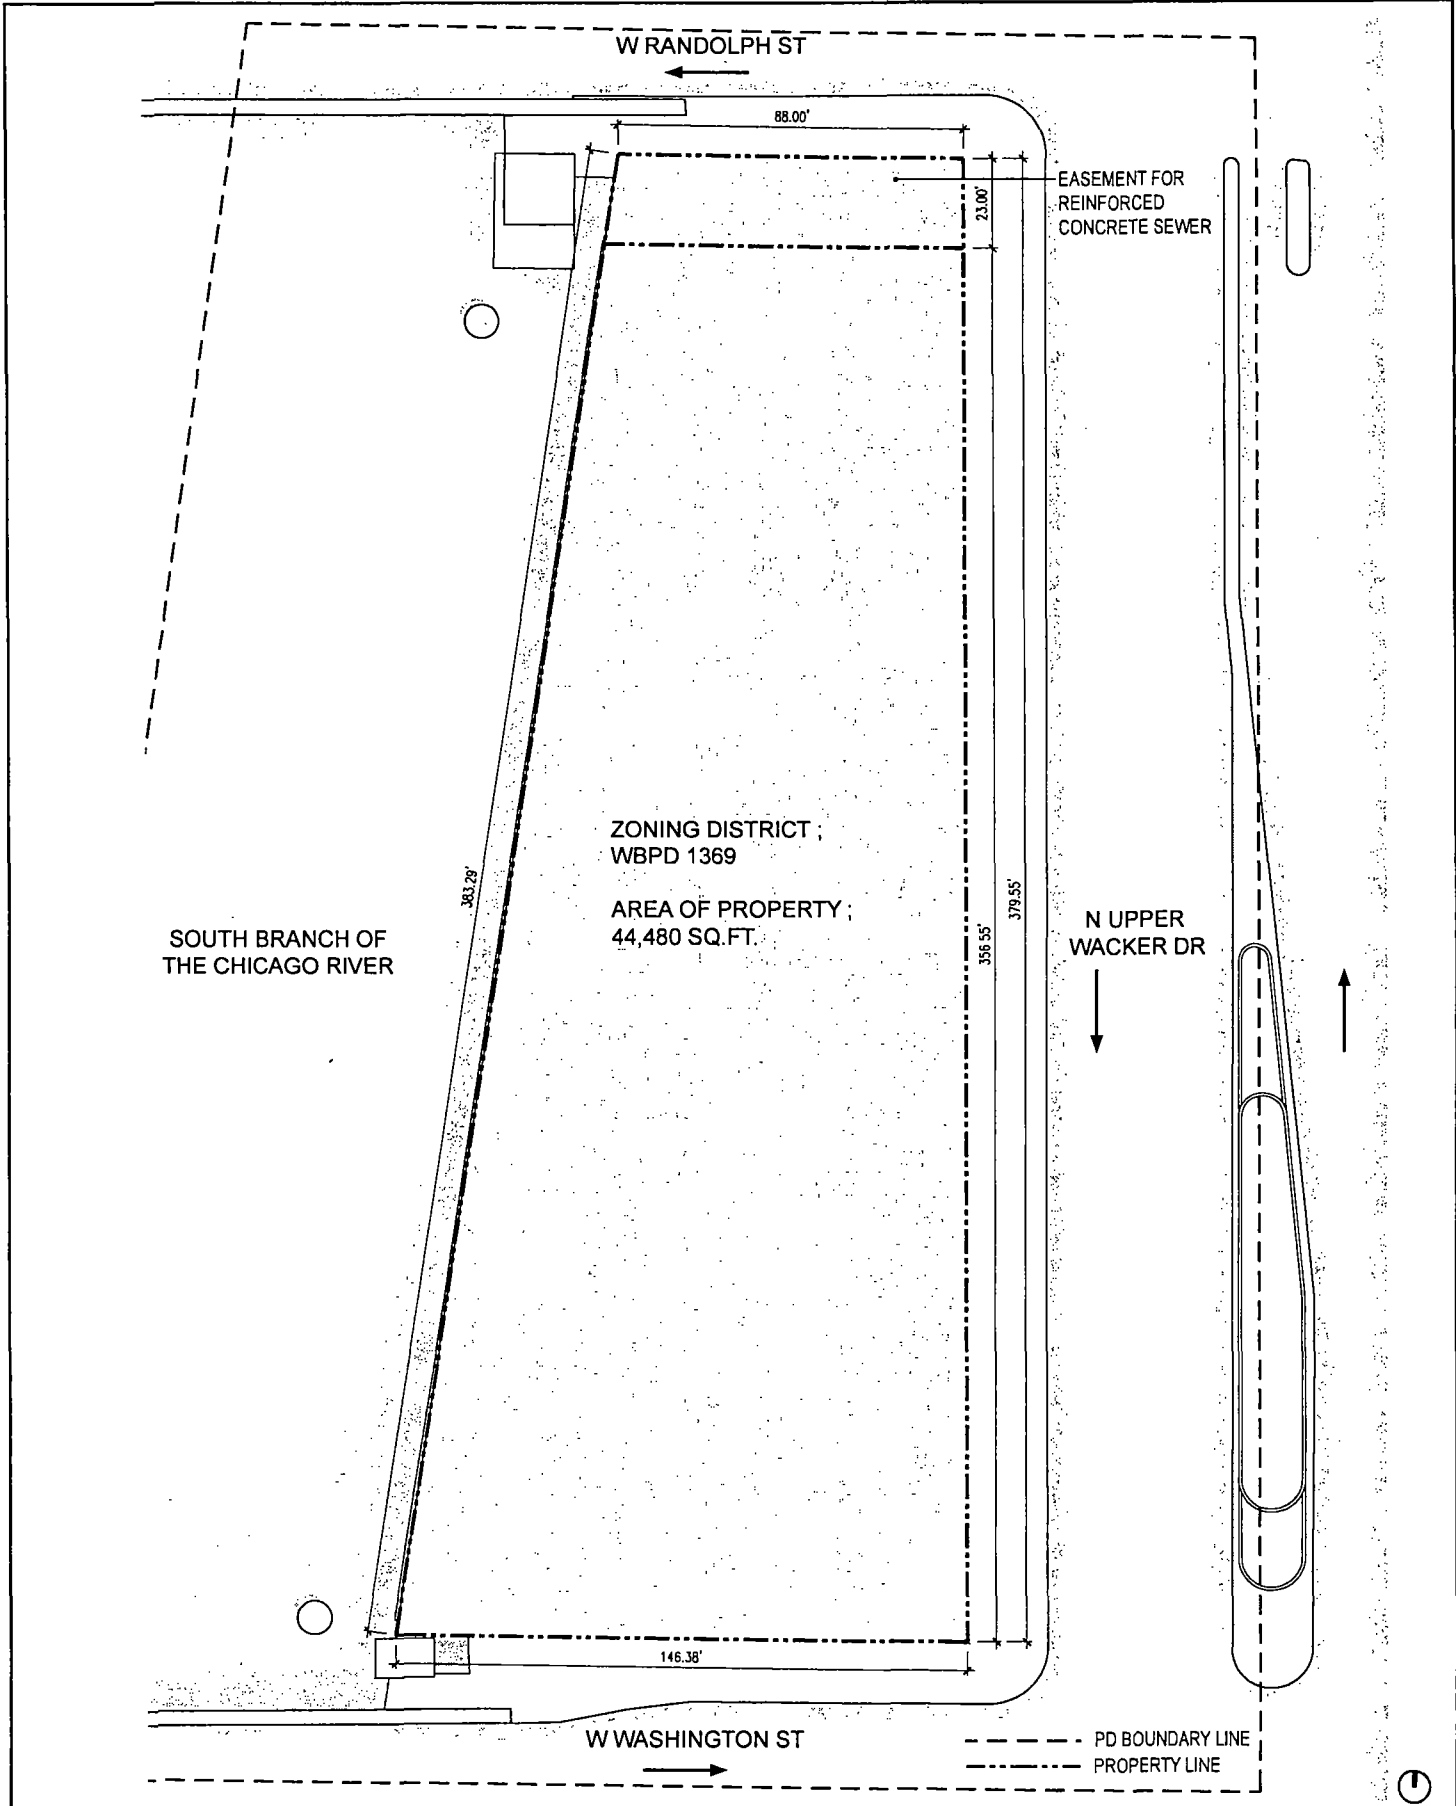 W RANDOLPH ST
88.00'
EASEMENT FOR
REINFORCED
CONCRETE SEWER
23.00'
ZONING DISTRICT ;
WBPD 1369
AREA OF PROPERTY ;
44,480 SQ.FT.
383.29'
356.55'
379.55'
SOUTH BRANCH OF
THE CHICAGO RIVER
N UPPER
WACKER DR
146.38'
W WASHINGTON ST
PD BOUNDARY LINE
PROPERTY LINE